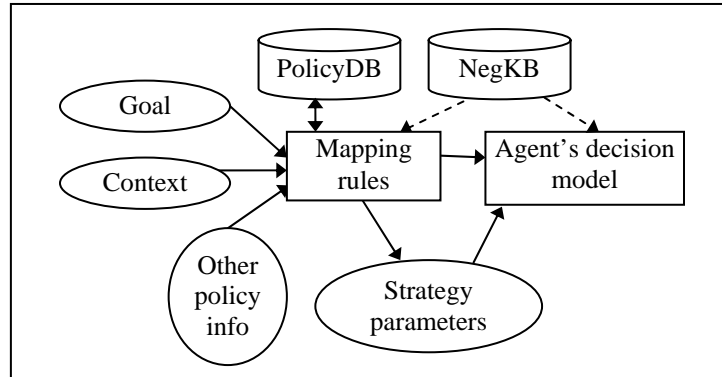 PolicyDB
NegKB
Goal
Mapping
rules
Agent's decision
model
Context
Other
policy
info
Strategy
parameters